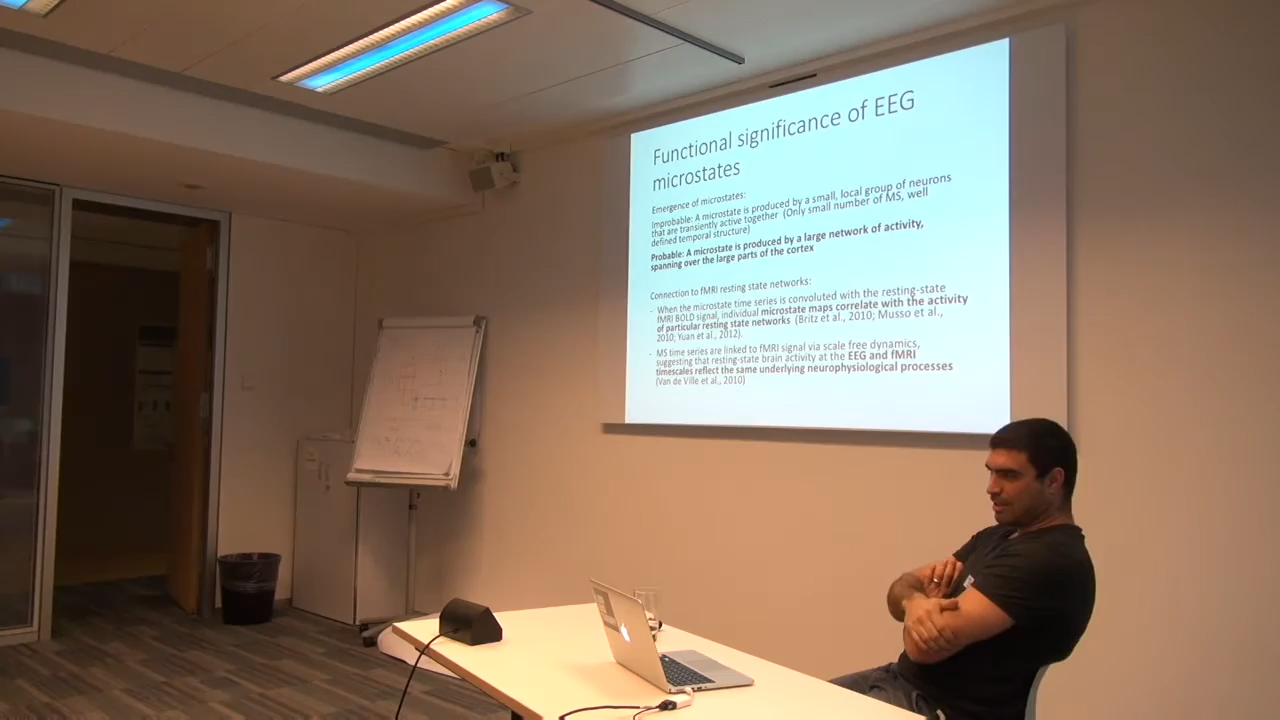 Functional significance of EEG
microstates
Emergence of microstates:
Improbable: A microstate is produced by a small, local group of neurons
that are transiently active together (Only small number of MS, well
defined temporal structure)
Probable: A microstate is produced by a large network of activity,
spanning over the large parts of the cortex
Connection to fMRI resting state networks:
- When the microstate time series is convoluted with the resting-state
fMRI BOLD signal, individual microstate maps correlate with the activity
of particular resting state networks (Britz et al., 2010; Musso et al.,
2010; Yuan et al., 2012).
- MS time series are linked to fMRI signal via scale free dynamics,
suggesting that resting-state brain activity at the EEG and fMRI
timescales reflect the same underlying neurophysiological processes
(Van de Ville et al., 2010)